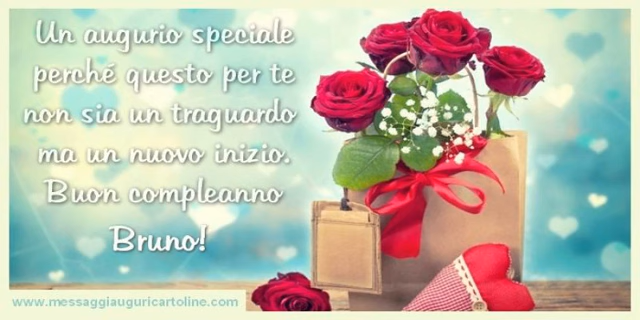 Un augurio speciale
perché questo per te
non sia un traguardo
ma un nuovo inizio.
Buon compleanno
Bruno!
www.messaggiauguricartoline.com